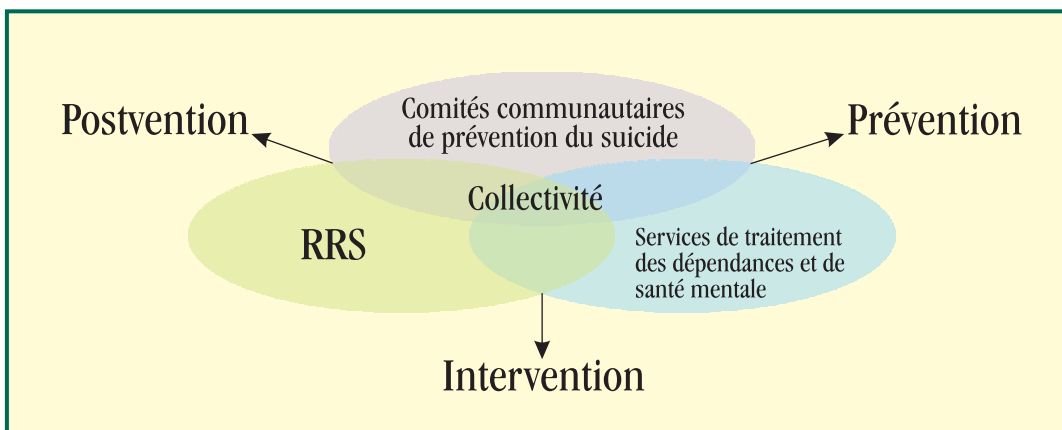 Comités communautaires
de prévention du suicide
Postvention
Prévention
Collectivité
RRS
Services de traitement
des dépendances et de
santé mentale
Intervention